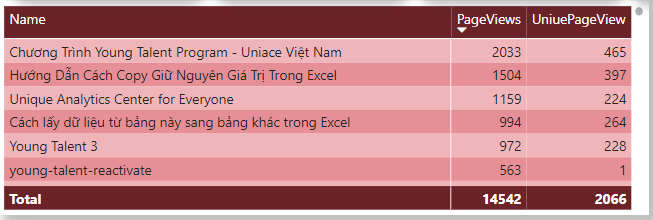 Name PageViews UniuePageView
Chương Trình Young Talent Program - Uniace Việt Nam 2033 465
Hướng Dẫn Cách Copy Giữ Nguyên Giá Trị Trong Excel 1504 397
Unique Analytics Center for Everyone 1159 224
Cách lấy dữ liệu từ bảng này sang bảng khác trong Excel 994 264
Young Talent 3 972 228
young-talent-reactivate 563 1
Total 14542 2066